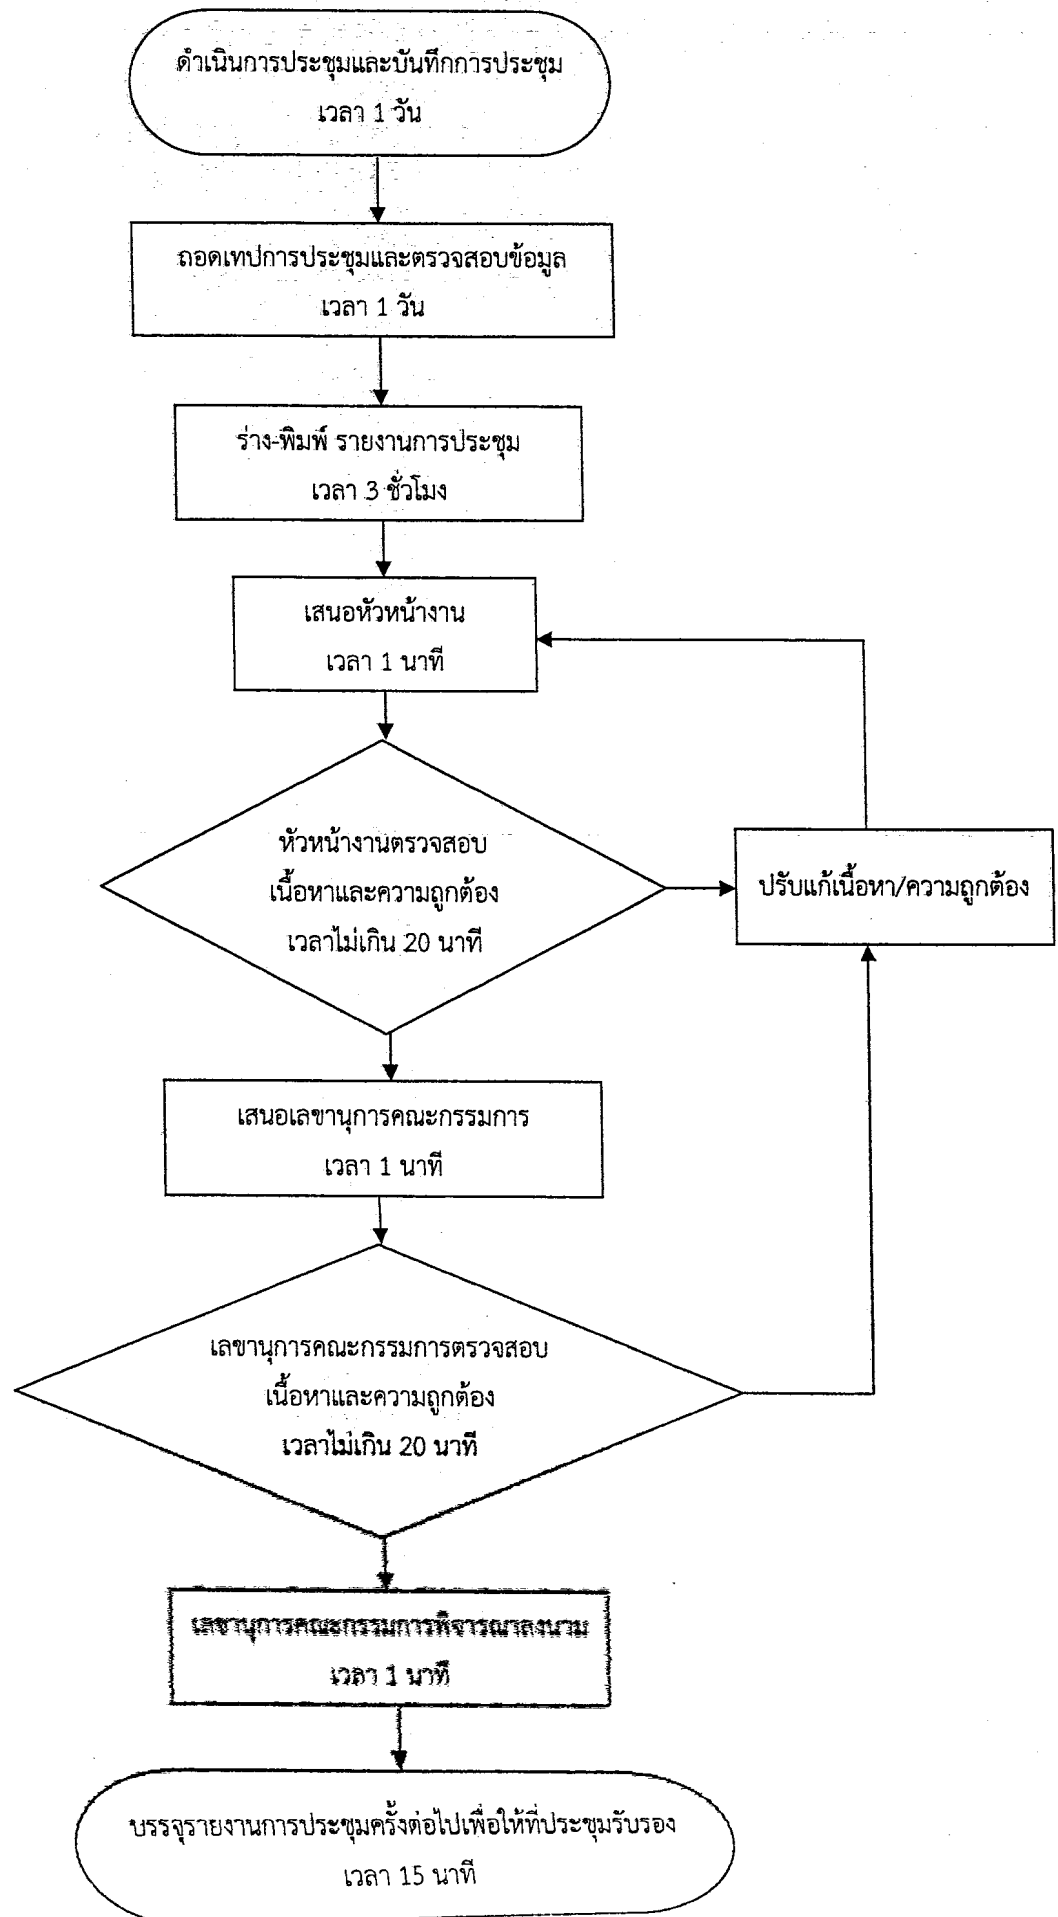 ดำเนินการประชุมและบันทึกการประชุม
เวลา 1 วัน
ถอดเทปการประชุมและตรวจสอบข้อมูล
เวลา 1 วัน
ร่าง-พิมพ์ รายงานการประชุม
เวลา 3 ชั่วโมง
เสนอหัวหน้างาน
เวลา 1 นาที
หัวหน้างานตรวจสอบ
เนื้อหาและความถูกต้อง
เวลาไม่เกิน 20 นาที
ปรับแก้เนื้อหา/ความถูกต้อง
เสนอเลขานุการคณะกรรมการ
เวลา 1 นาที
เลขานุการคณะกรรมการตรวจสอบ
เนื้อหาและความถูกต้อง
เวลาไม่เกิน 20 นาที
เลขานุการคณะกรรมการพิจารณาลงนาม
เวลา 1 นาที
บรรจุรายงานการประชุมครั้งต่อไปเพื่อให้ที่ประชุมรับรอง
เวลา 15 นาที